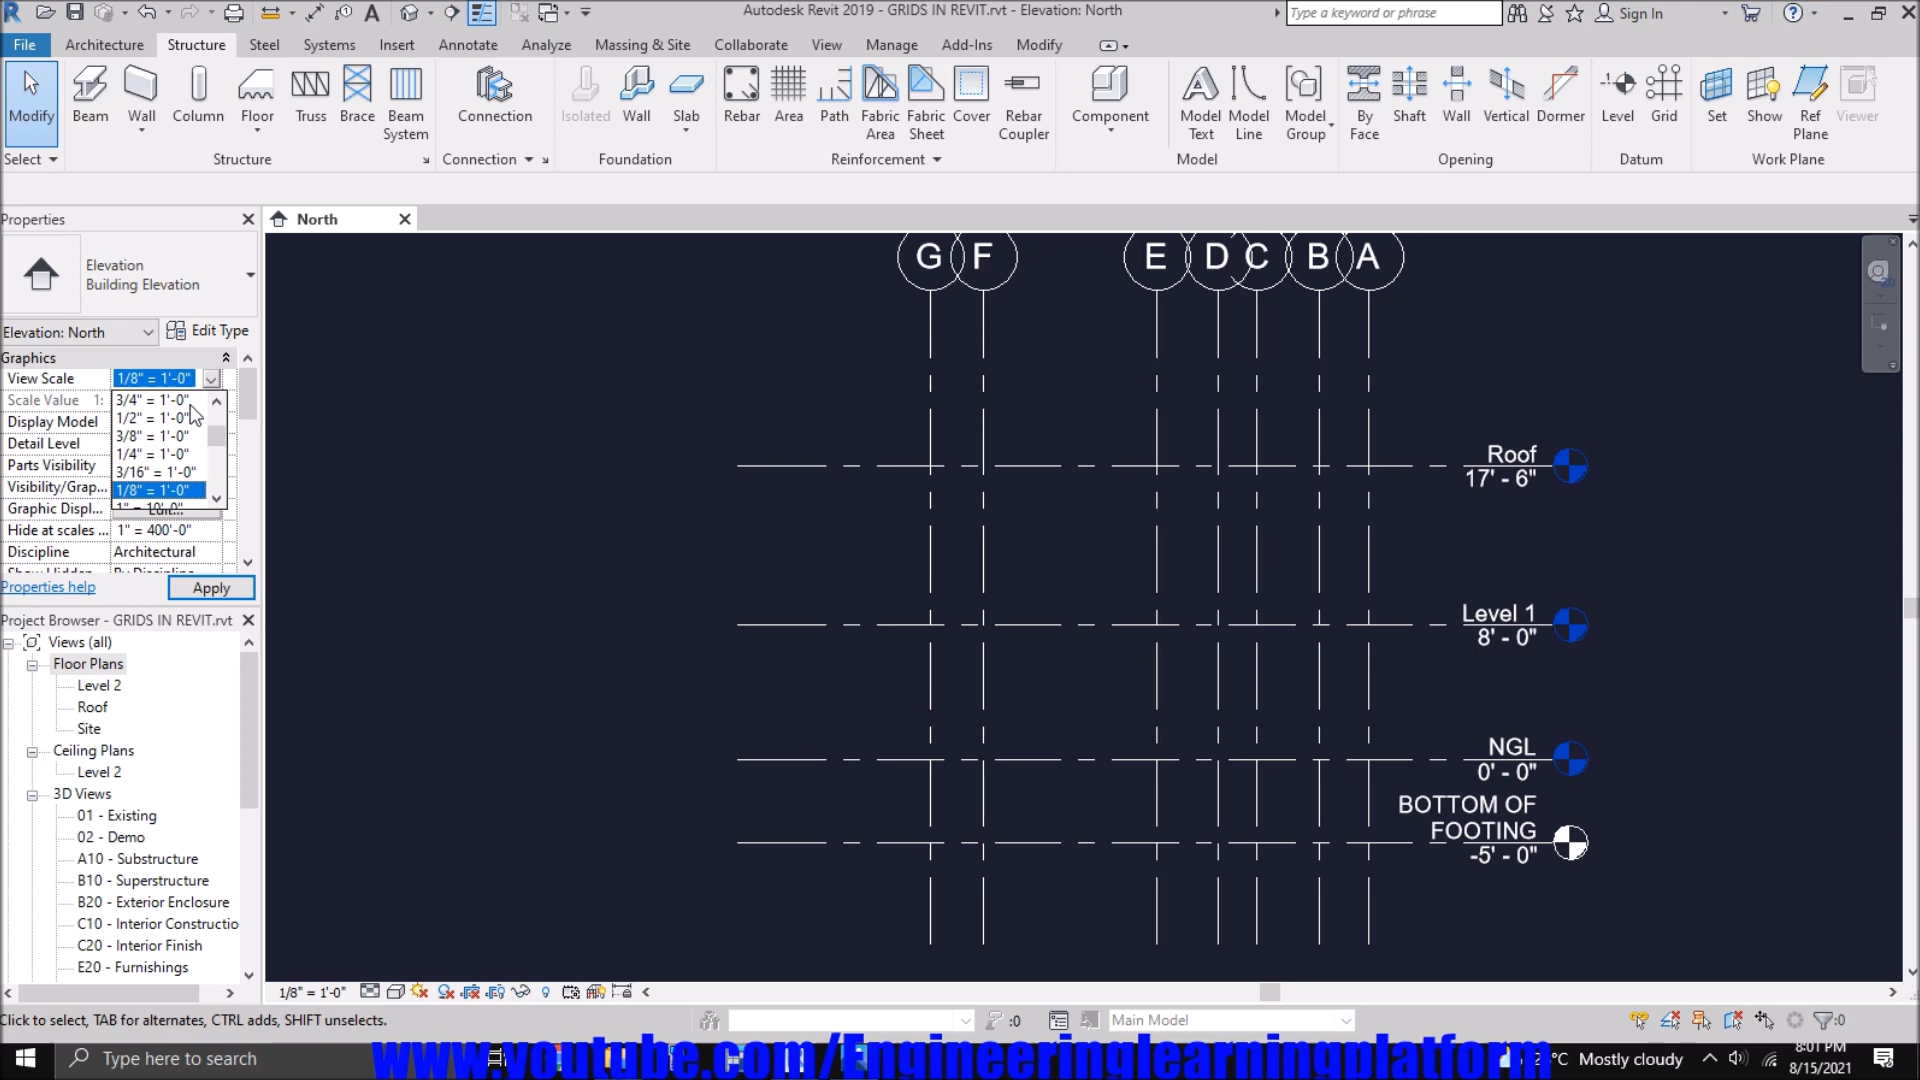 Autodesk Revit 2019 - GRIDS IN REVIT.rvt - Elevation: North
Type a keyword or phrase
Sign In
File Architecture Structure Steel Systems Insert Annotate Analyze Massing & Site Collaborate View Manage Add-Ins Modify
Modify Beam Wall Column Floor Truss Brace Beam System Connection Isolated Wall Slab Rebar Area Path Fabric Area Fabric Sheet Cover Rebar Coupler Component Model Text Model Line Model Group By Face Shaft Wall Vertical Dormer Level Grid Set Show Ref Plane Viewer
Select Structure Connection Foundation Reinforcement Model Opening Datum Work Plane
Properties
North
Elevation
Building Elevation
Elevation: North
Edit Type
Graphics
View Scale 1/8" = 1'-0"
Scale Value 1:
3/4" = 1'-0"
Display Model
1/2" = 1'-0"
3/8" = 1'-0"
Detail Level
1/4" = 1'-0"
Parts Visibility
3/16" = 1'-0"
Visibility/Grap...
1/8" = 1'-0"
Graphic Displ...
1" = 10'-0"
Edit...
Hide at scales ... 1" = 400'-0"
Discipline Architectural
Properties help
Apply
Project Browser - GRIDS IN REVIT.rvt
Views (all)
Floor Plans
Level 2
Roof
Site
Ceiling Plans
Level 2
3D Views
01 - Existing
02 - Demo
A10 - Substructure
B10 - Superstructure
B20 - Exterior Enclosure
C10 - Interior Constructio
C20 - Interior Finish
E20 - Furnishings
G F E D C B A
Roof
17' - 6"
Level 1
8' - 0"
NGL
0' - 0"
BOTTOM OF
FOOTING
-5' - 0"
1/8" = 1'-0"
Click to select, TAB for alternates, CTRL adds, SHIFT unselects.
:0
Main Model
:0
Type here to search
www.youtube.com/Engineeringlearningplatform
°C Mostly cloudy
8:01 PM
8/15/2021